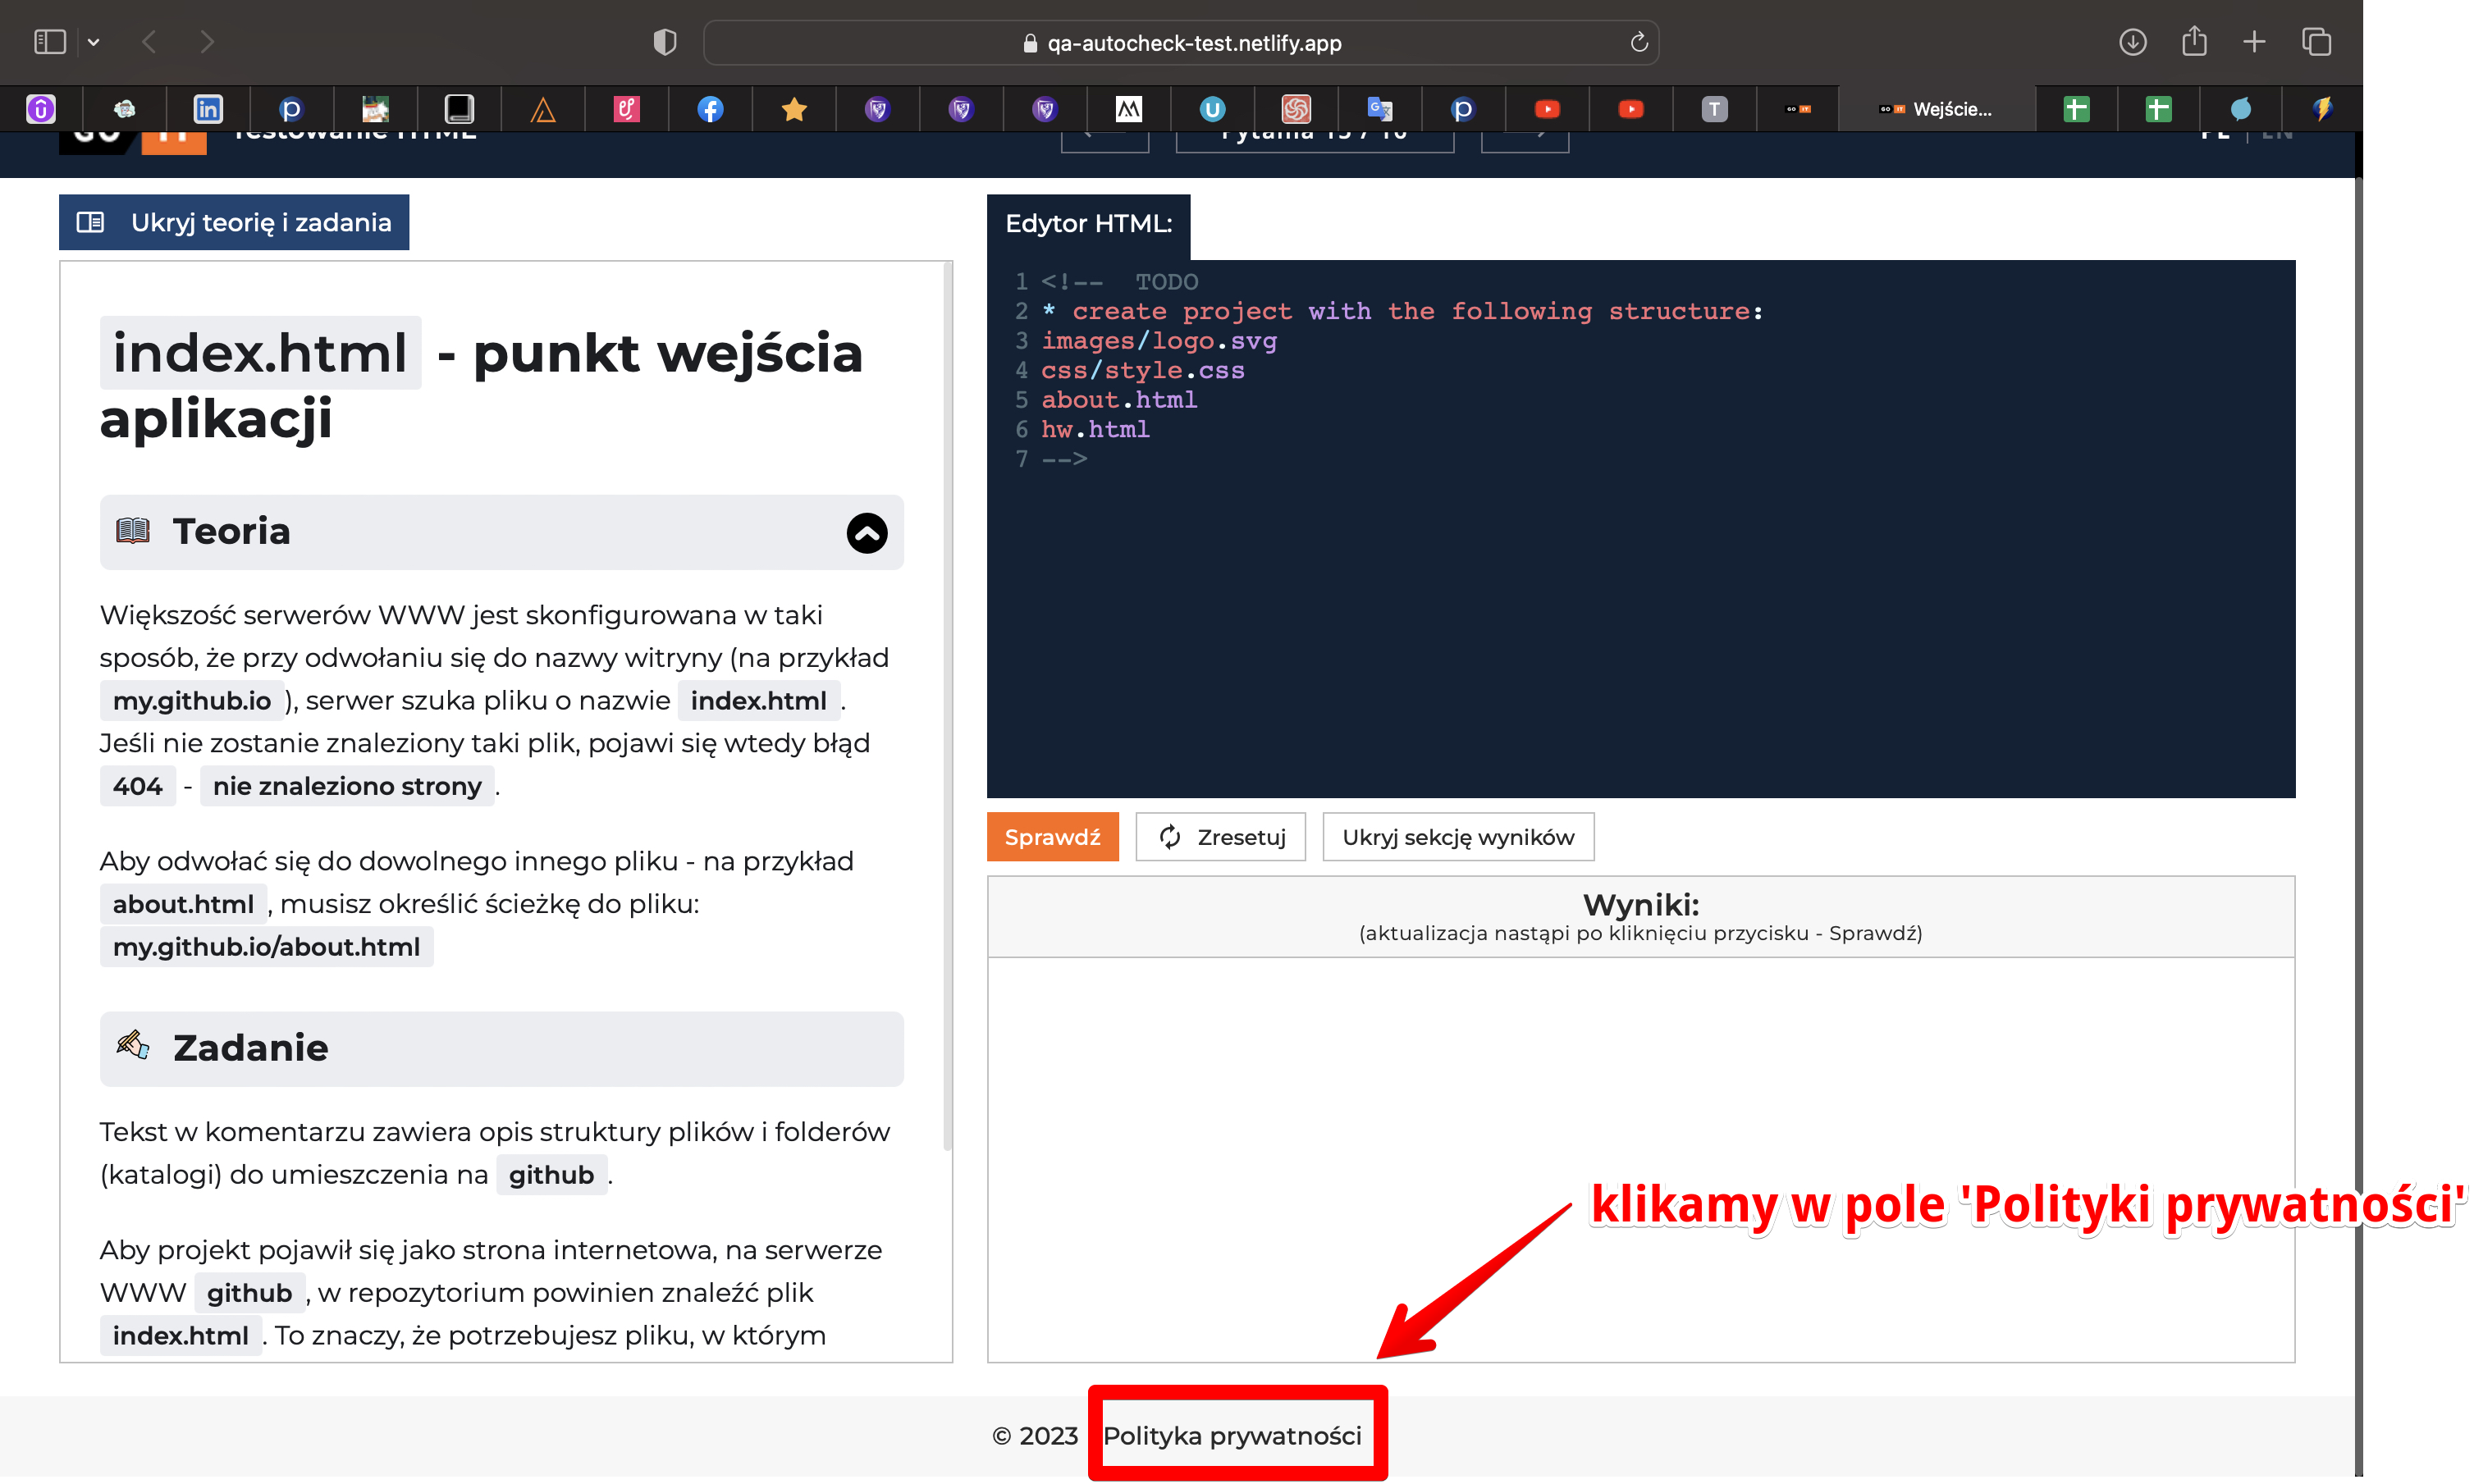 qa-autocheck-test.netlify.app
Wejście...
GO IT Testowanie HTML
Pytania 15 / 16
PL | EN
Ukryj teorię i zadania
index.html - punkt wejścia
aplikacji
Teoria
Większość serwerów WWW jest skonfigurowana w taki
sposób, że przy odwołaniu się do nazwy witryny (na przykład
my.github.io ), serwer szuka pliku o nazwie index.html .
Jeśli nie zostanie znaleziony taki plik, pojawi się wtedy błąd
404 - nie znaleziono strony .
Aby odwołać się do dowolnego innego pliku - na przykład
about.html , musisz określić ścieżkę do pliku:
my.github.io/about.html
Zadanie
Tekst w komentarzu zawiera opis struktury plików i folderów
(katalogi) do umieszczenia na github .
Aby projekt pojawił się jako strona internetowa, na serwerze
WWW github , w repozytorium powinien znaleźć plik
index.html . To znaczy, że potrzebujesz pliku, w którym
Edytor HTML:
1 <!-- TODO
2 * create project with the following structure:
3 images/logo.svg
4 css/style.css
5 about.html
6 hw.html
7 -->
Sprawdź
Zresetuj
Ukryj sekcję wyników
Wyniki:
(aktualizacja nastąpi po kliknięciu przycisku - Sprawdź)
klikamy w pole 'Polityki prywatności'
© 2023 Polityka prywatności